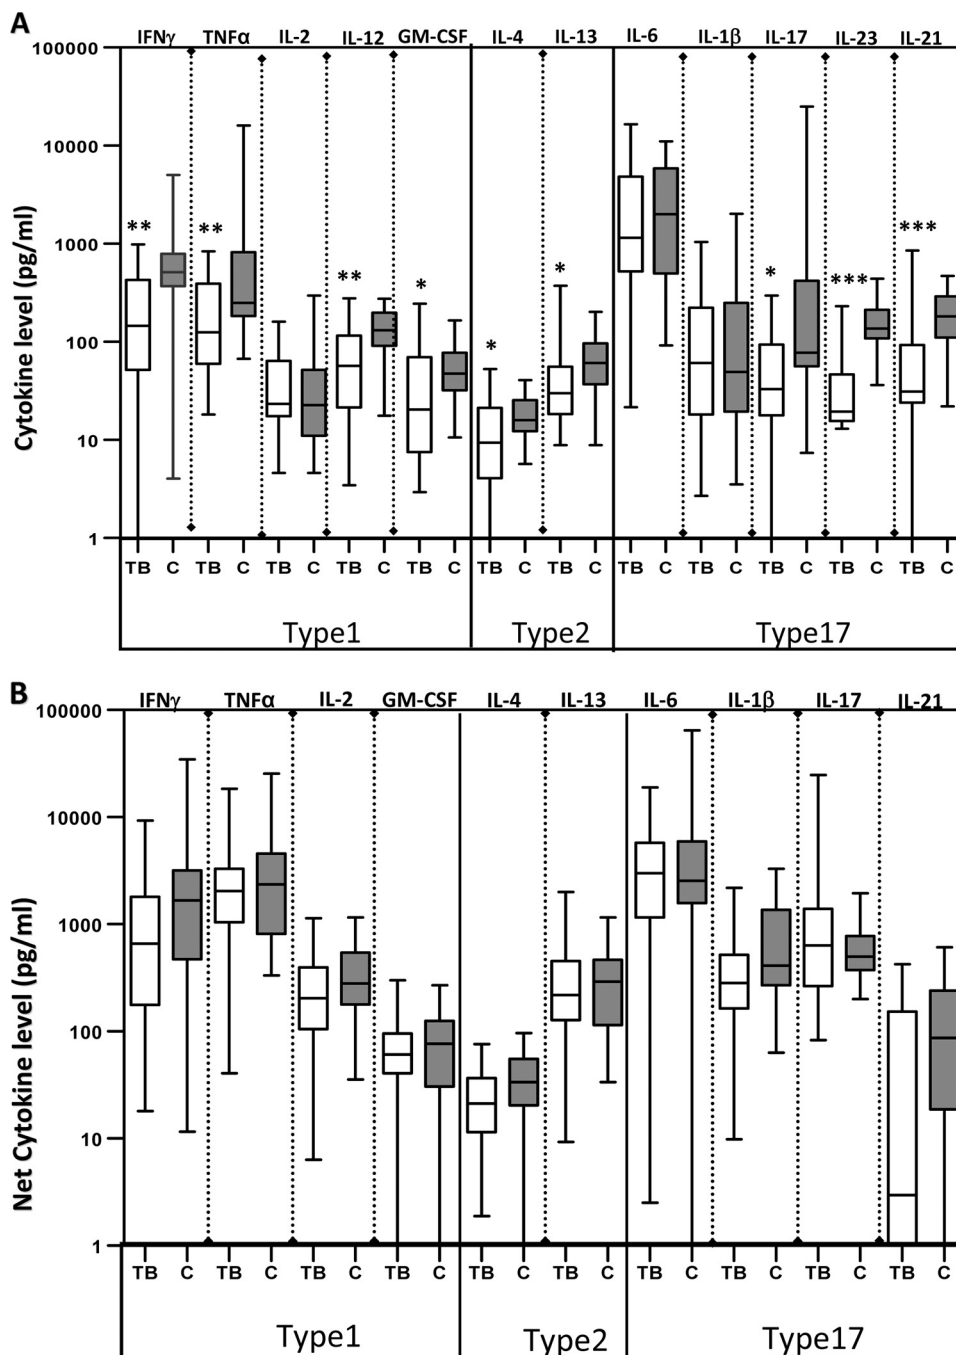 A
IFNγ TNFα IL-2 IL-12 GM-CSF IL-4 IL-13 IL-6 IL-1β IL-17 IL-23 IL-21
Cytokine level (pg/ml)
100000
10000
1000
100
10
1
** ** ** * * * * *** ***
TB C TB C TB C TB C TB C TB C TB C TB C TB C TB C TB C TB C
Type1 Type2 Type17
B
IFNγ TNFα IL-2 GM-CSF IL-4 IL-13 IL-6 IL-1β IL-17 IL-21
Net Cytokine level (pg/ml)
100000
10000
1000
100
10
1
TB C TB C TB C TB C TB C TB C TB C TB C TB C TB C
Type1 Type2 Type17